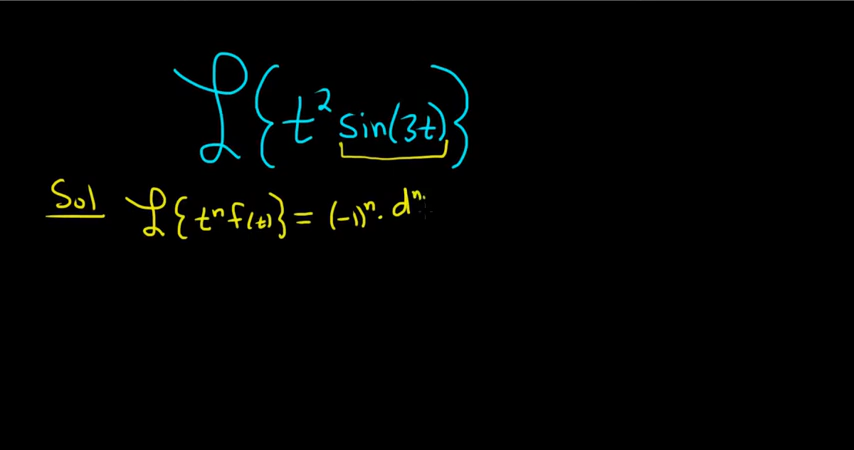 ℒ{t² sin(3t)}
Sol ℒ{tⁿf(t)} = (-1)ⁿ · dⁿ